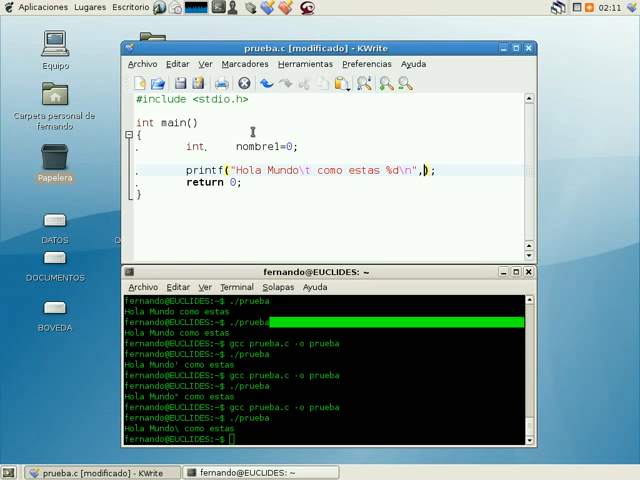 Aplicaciones Lugares Escritorio
02:11
Equipo
Carpeta personal de
fernando
Papelera
DATOS
D
DOCUMENTOS
BOVEDA
prueba.c [modificado] - KWrite
Archivo Editar Ver Marcadores Herramientas Preferencias Ayuda
#include <stdio.h>
int main()
{
int. nombre1=0;
printf("Hola Mundo\t como estas %d\n",);
return 0;
}
fernando@EUCLIDES: ~
Archivo Editar Ver Terminal Solapas Ayuda
fernando@EUCLIDES:~$ ./prueba
Hola Mundo como estas
fernando@EUCLIDES:~$ ./prueba
Hola Mundo como estas
fernando@EUCLIDES:~$ gcc prueba.c -o prueba
fernando@EUCLIDES:~$ ./prueba
Hola Mundo' como estas
fernando@EUCLIDES:~$ gcc prueba.c -o prueba
fernando@EUCLIDES:~$ ./prueba
Hola Mundo" como estas
fernando@EUCLIDES:~$ gcc prueba.c -o prueba
fernando@EUCLIDES:~$ ./prueba
Hola Mundo\ como estas
fernando@EUCLIDES:~$
prueba.c [modificado] - KWrite
fernando@EUCLIDES: ~